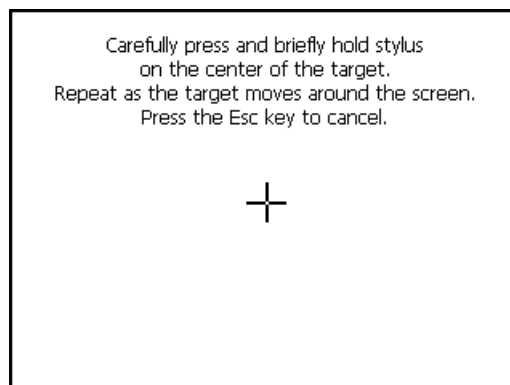 Carefully press and briefly hold stylus
on the center of the target.
Repeat as the target moves around the screen.
Press the Esc key to cancel.